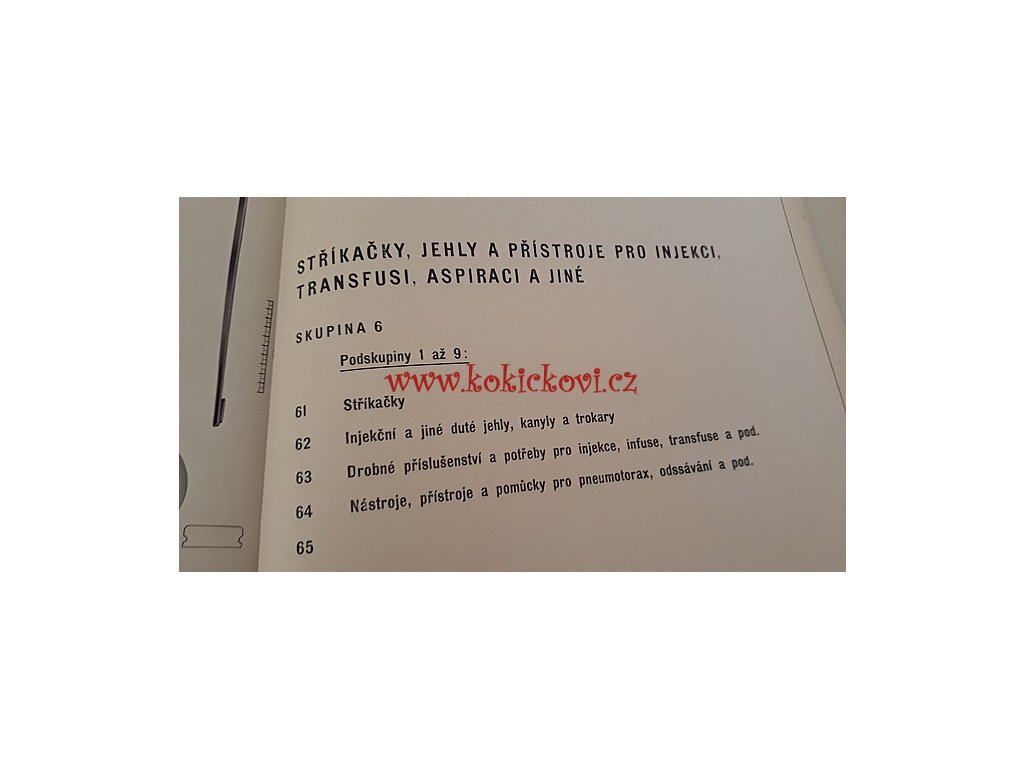 STŘÍKAČKY, JEHLY A PŘÍSTROJE PRO INJEKCI,
TRANSFUSI, ASPIRACI A JINÉ
SKUPINA 6
Podskupiny 1 až 9:
www.kokickovi.cz
61 Stříkačky
62 Injekční a jiné duté jehly, kanyly a trokary
63 Drobné příslušenství a potřeby pro injekce, infuse, transfuse a pod.
64 Nástroje, přístroje a pomůcky pro pneumotorax, odssávání a pod.
65